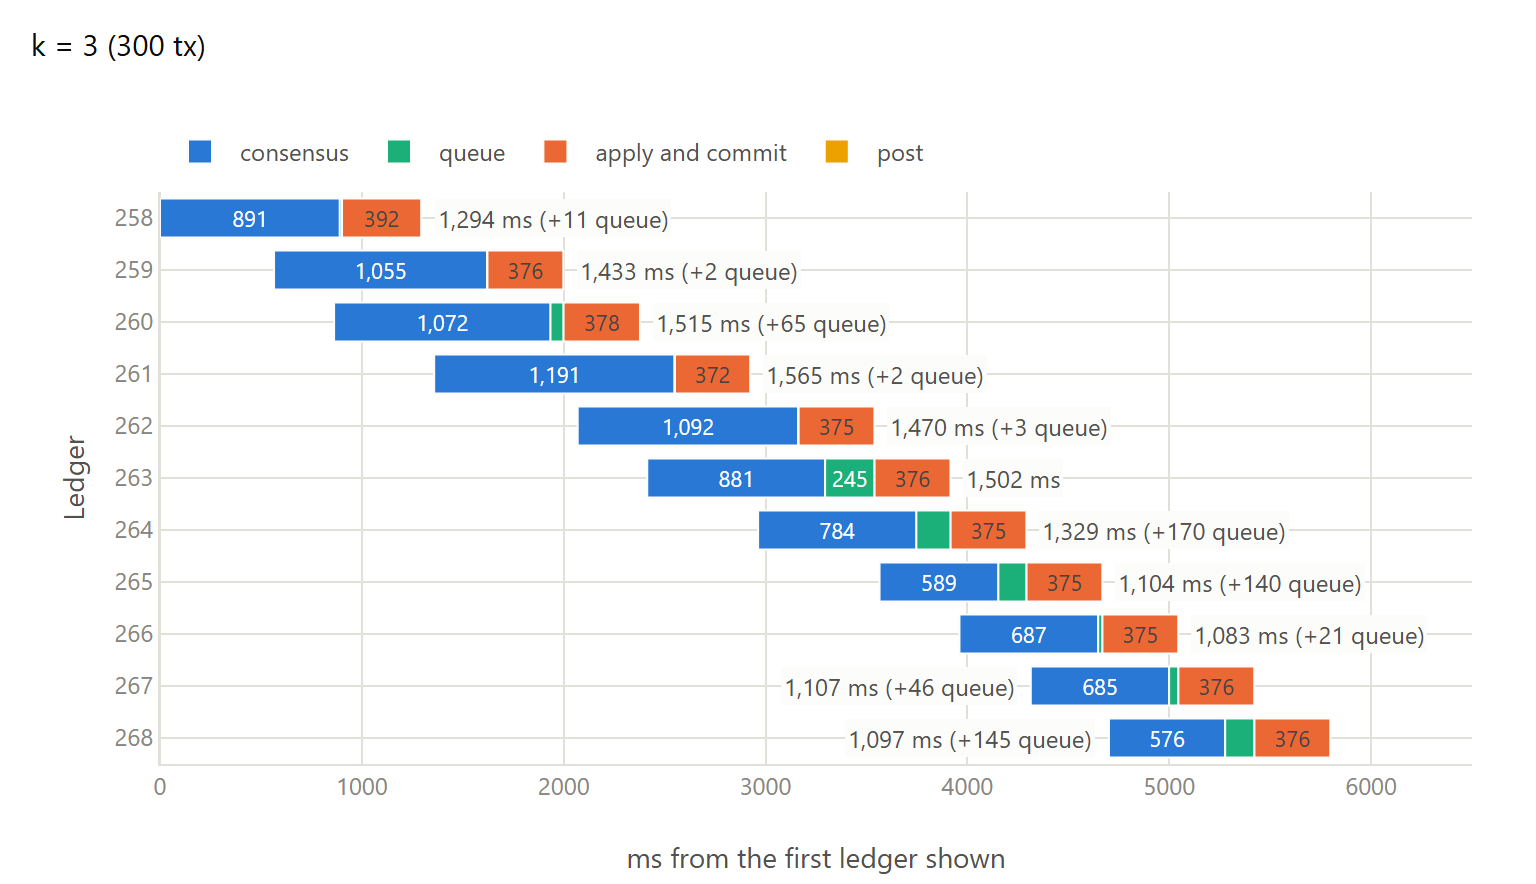 k = 3 (300 tx)
consensus queue apply and commit post
258 891 392 1,294 ms (+11 queue)
259 1,055 376 1,433 ms (+2 queue)
260 1,072 378 1,515 ms (+65 queue)
261 1,191 372 1,565 ms (+2 queue)
262 1,092 375 1,470 ms (+3 queue)
263 881 245 376 1,502 ms
264 784 375 1,329 ms (+170 queue)
265 589 375 1,104 ms (+140 queue)
266 687 375 1,083 ms (+21 queue)
267 1,107 ms (+46 queue) 685 376
268 1,097 ms (+145 queue) 576 376
Ledger
0 1000 2000 3000 4000 5000 6000
ms from the first ledger shown